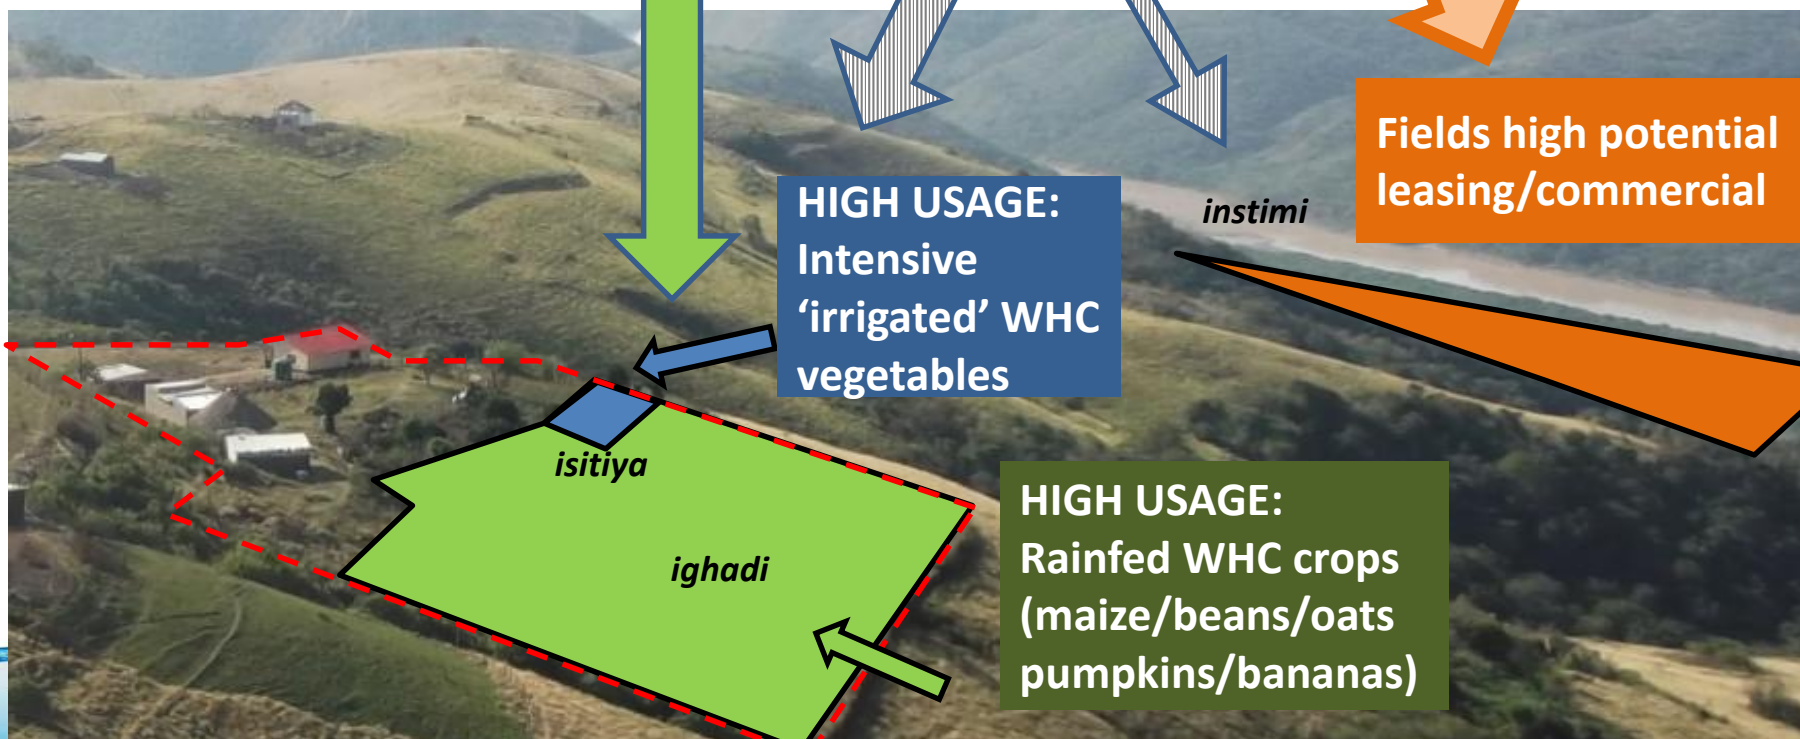 Fields high potential
leasing/commercial
HIGH USAGE:
Intensive
‘irrigated’ WHC
vegetables
instimi
isitiya
ighadi
HIGH USAGE:
Rainfed WHC crops
(maize/beans/oats
pumpkins/bananas)